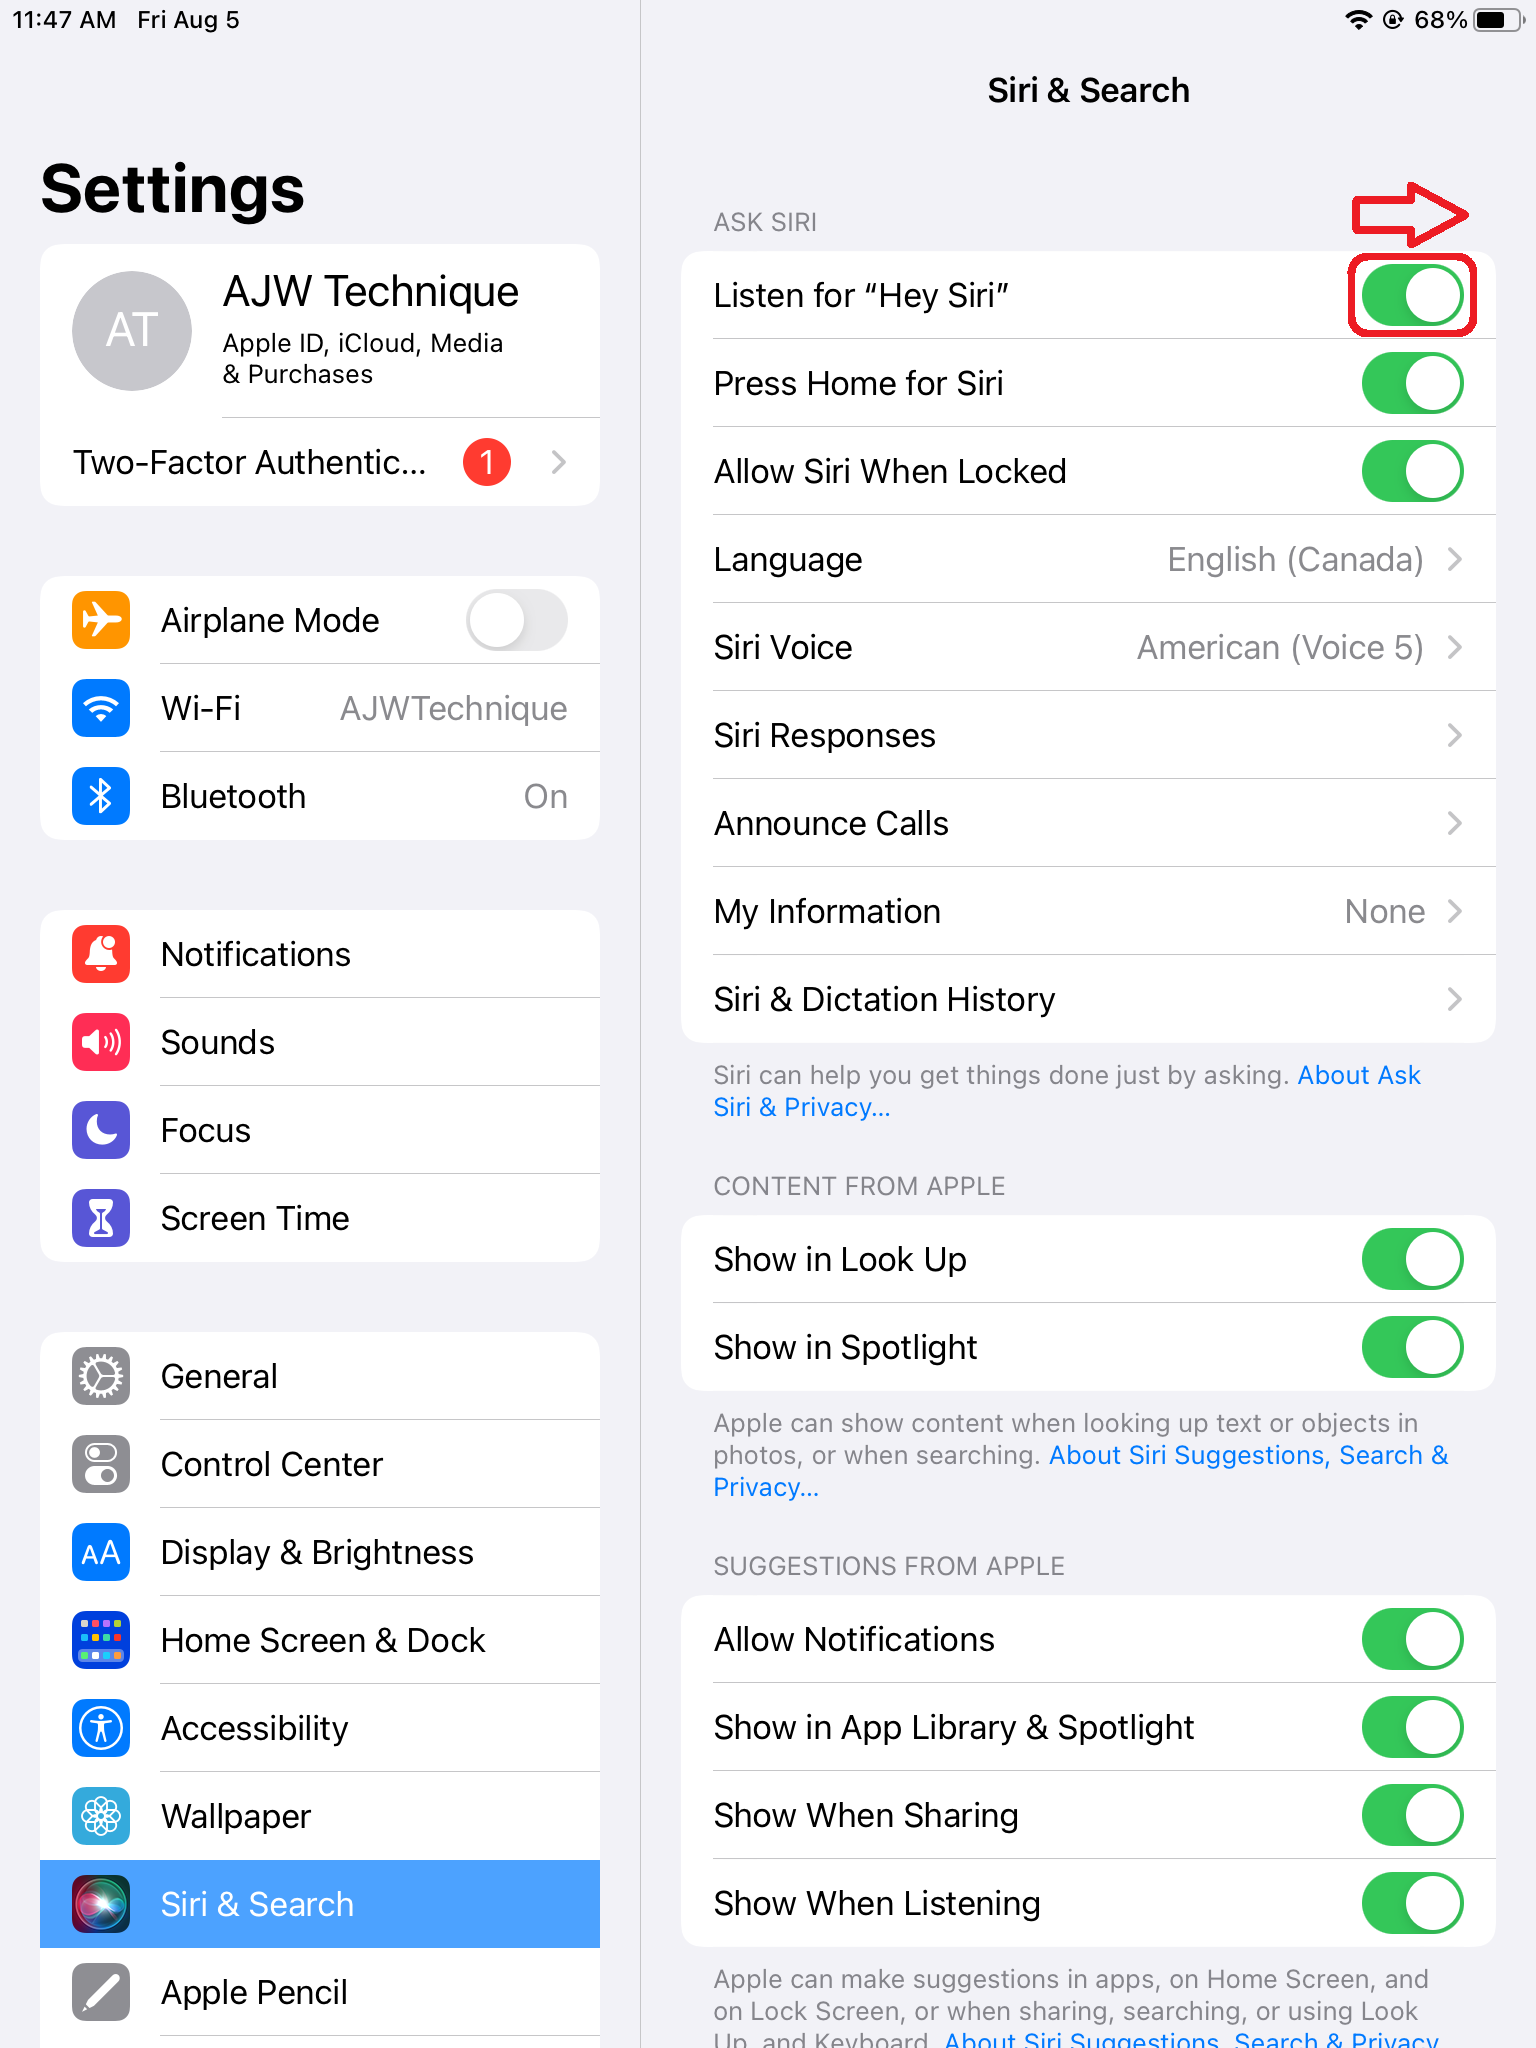 11:47 AM Fri Aug 5
68%
Settings
AT
AJW Technique
Apple ID, iCloud, Media
& Purchases
Two-Factor Authentic...
1
Airplane Mode
Wi-Fi AJWTechnique
Bluetooth On
Notifications
Sounds
Focus
Screen Time
General
Control Center
AA
Display & Brightness
Home Screen & Dock
Accessibility
Wallpaper
Siri & Search
Apple Pencil
Siri & Search
ASK SIRI
Listen for “Hey Siri”
Press Home for Siri
Allow Siri When Locked
Language English (Canada)
Siri Voice American (Voice 5)
Siri Responses
Announce Calls
My Information None
Siri & Dictation History
Siri can help you get things done just by asking. About Ask
Siri & Privacy...
CONTENT FROM APPLE
Show in Look Up
Show in Spotlight
Apple can show content when looking up text or objects in
photos, or when searching. About Siri Suggestions, Search &
Privacy...
SUGGESTIONS FROM APPLE
Allow Notifications
Show in App Library & Spotlight
Show When Sharing
Show When Listening
Apple can make suggestions in apps, on Home Screen, and
on Lock Screen, or when sharing, searching, or using Look
Up, and Keyboard. About Siri Suggestions, Search & Privacy